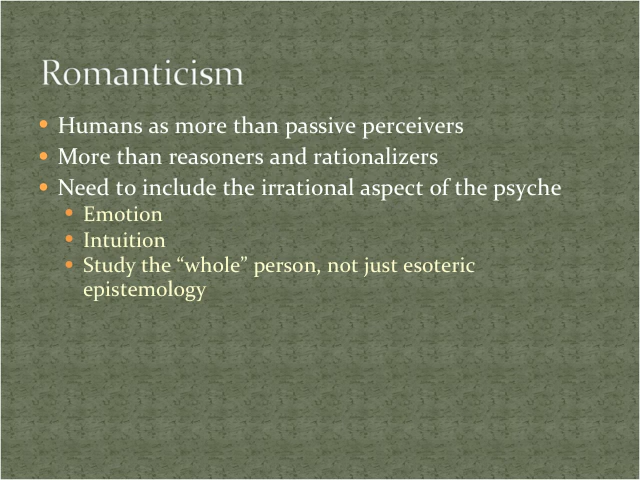 Romanticism
• Humans as more than passive perceivers
• More than reasoners and rationalizers
• Need to include the irrational aspect of the psyche
• Emotion
• Intuition
• Study the “whole” person, not just esoteric
epistemology